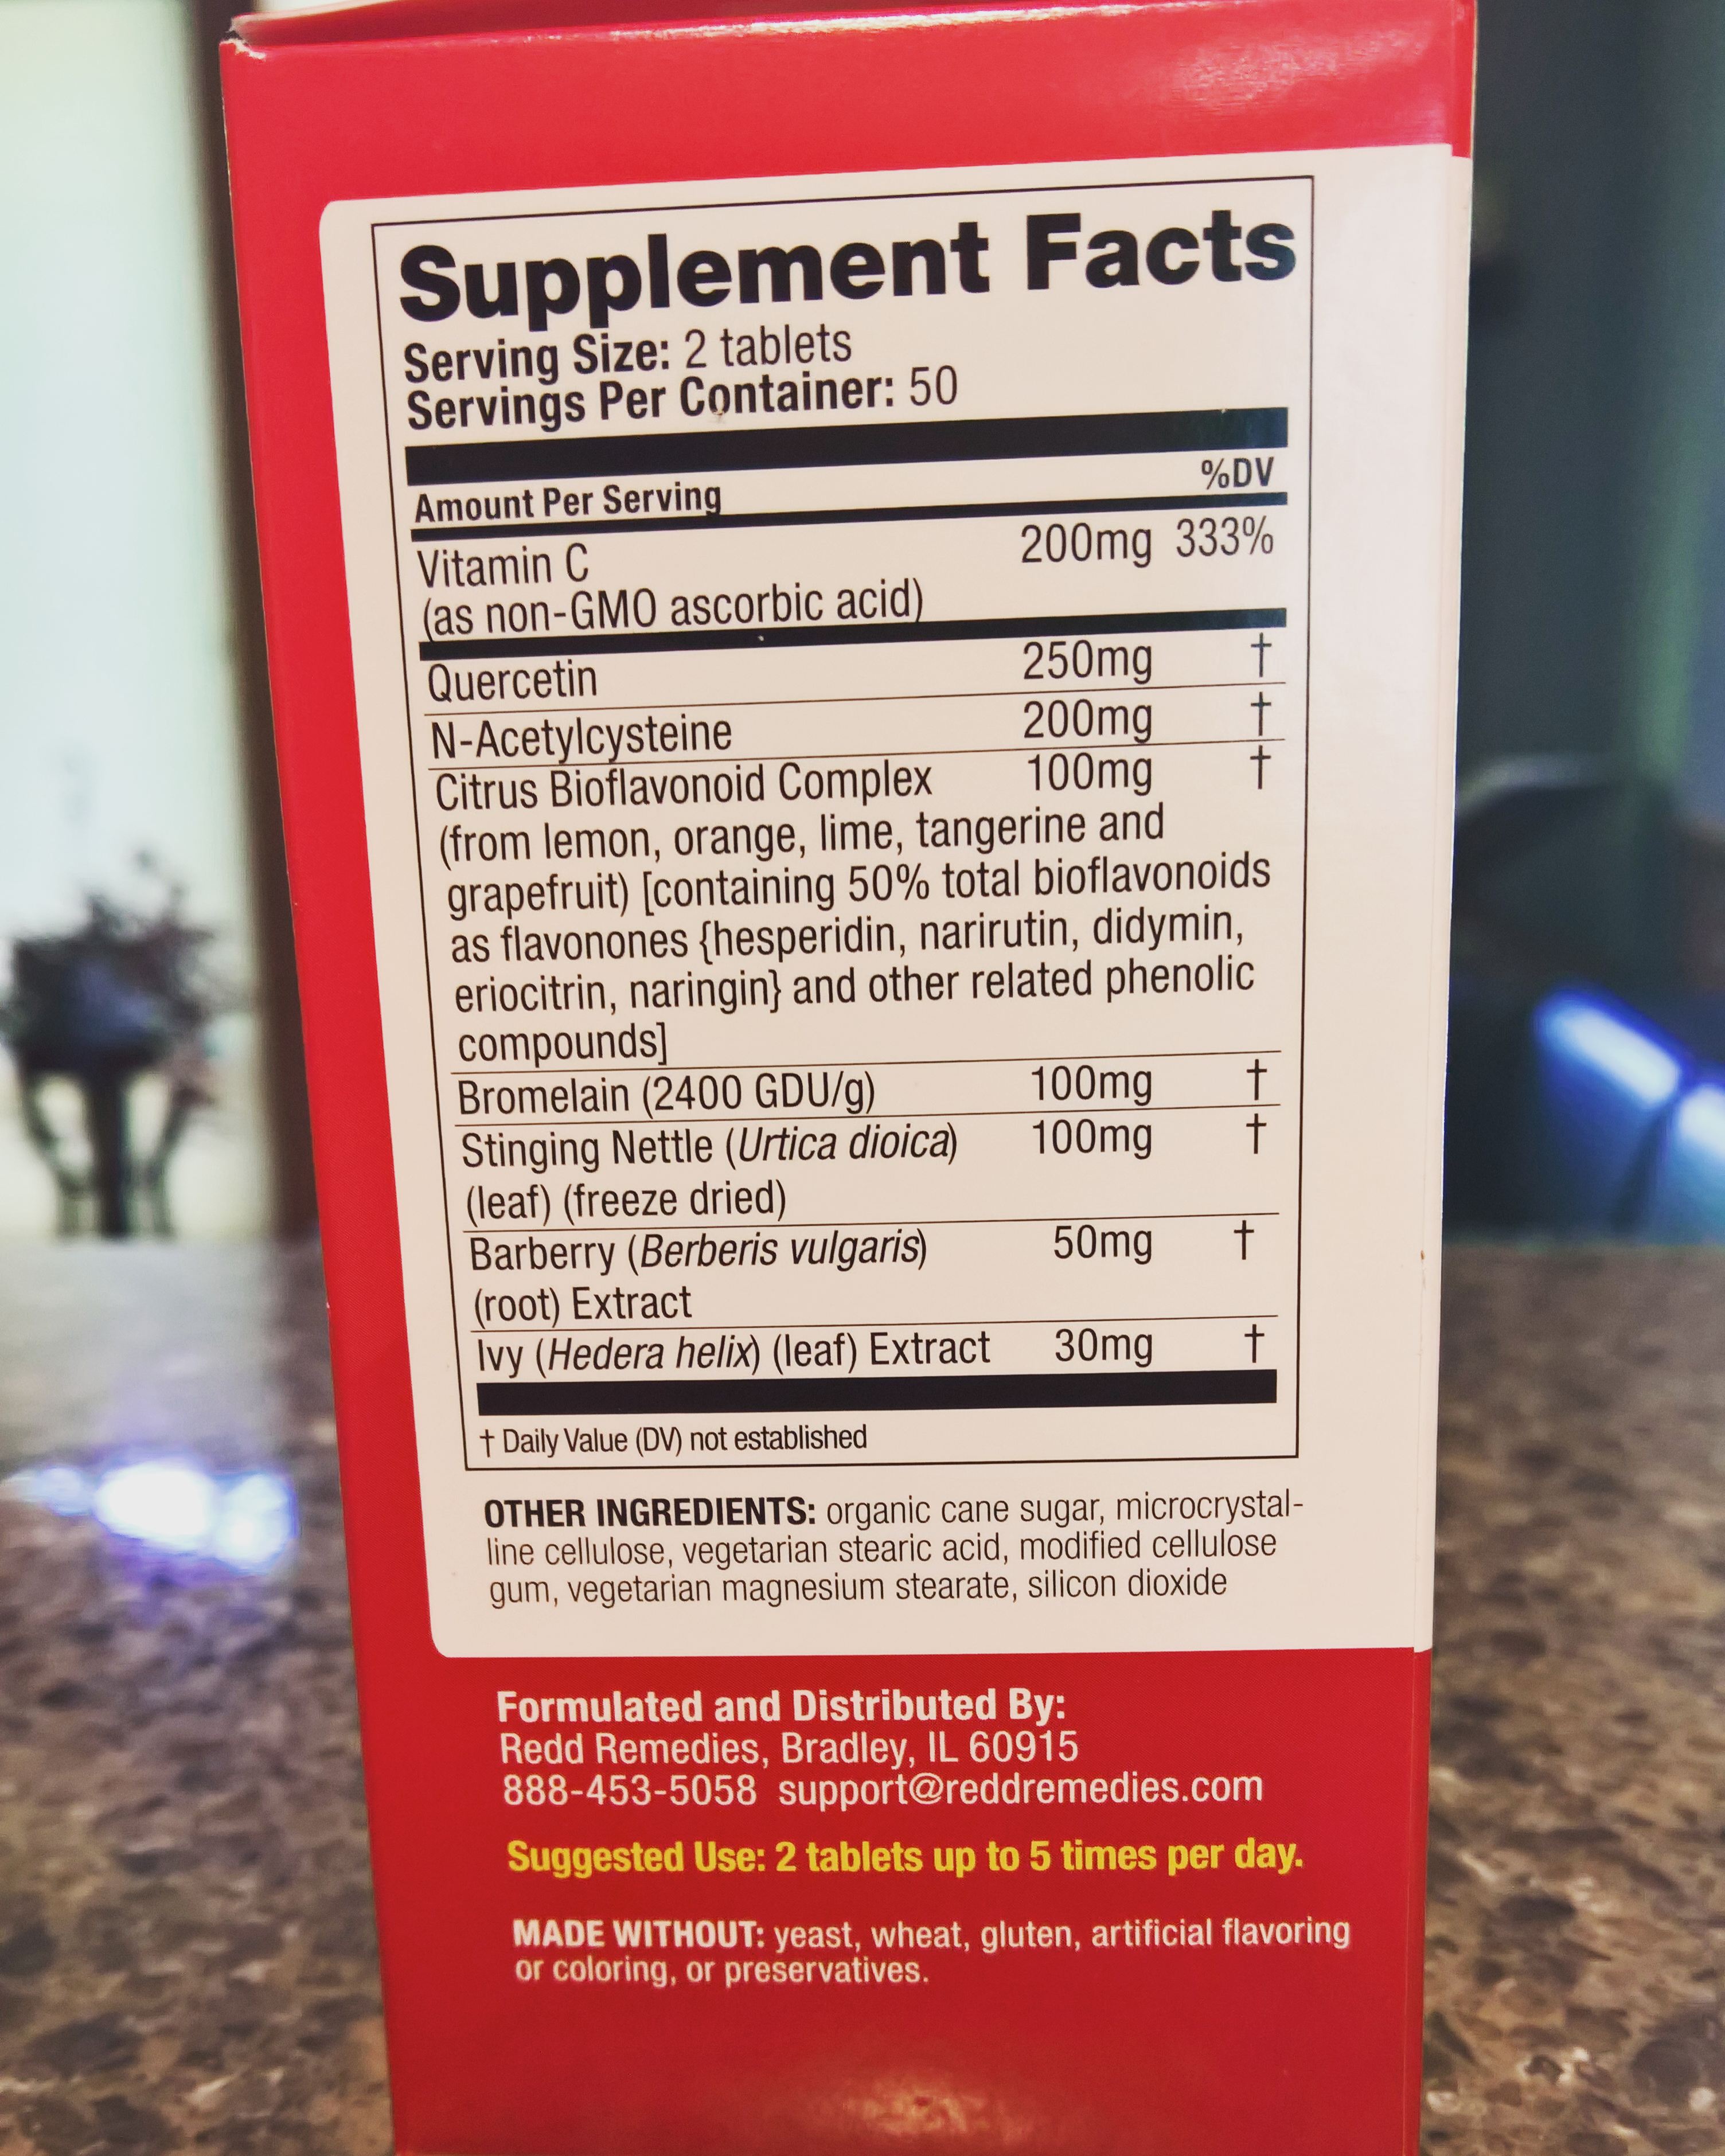 Supplement Facts
Serving Size: 2 tablets
Servings Per Container: 50
%DV
Amount Per Serving
Vitamin C 200mg 333%
(as non-GMO ascorbic acid)
Quercetin 250mg †
N-Acetylcysteine 200mg †
Citrus Bioflavonoid Complex 100mg †
(from lemon, orange, lime, tangerine and
grapefruit) [containing 50% total bioflavonoids
as flavonones {hesperidin, narirutin, didymin,
eriocitrin, naringin} and other related phenolic
compounds]
Bromelain (2400 GDU/g) 100mg †
Stinging Nettle (Urtica dioica) 100mg †
(leaf) (freeze dried)
Barberry (Berberis vulgaris) 50mg †
(root) Extract
Ivy (Hedera helix) (leaf) Extract 30mg †
† Daily Value (DV) not established
OTHER INGREDIENTS: organic cane sugar, microcrystal-
line cellulose, vegetarian stearic acid, modified cellulose
gum, vegetarian magnesium stearate, silicon dioxide
Formulated and Distributed By:
Redd Remedies, Bradley, IL 60915
888-453-5058 support@reddremedies.com
Suggested Use: 2 tablets up to 5 times per day.
MADE WITHOUT: yeast, wheat, gluten, artificial flavoring
or coloring, or preservatives.